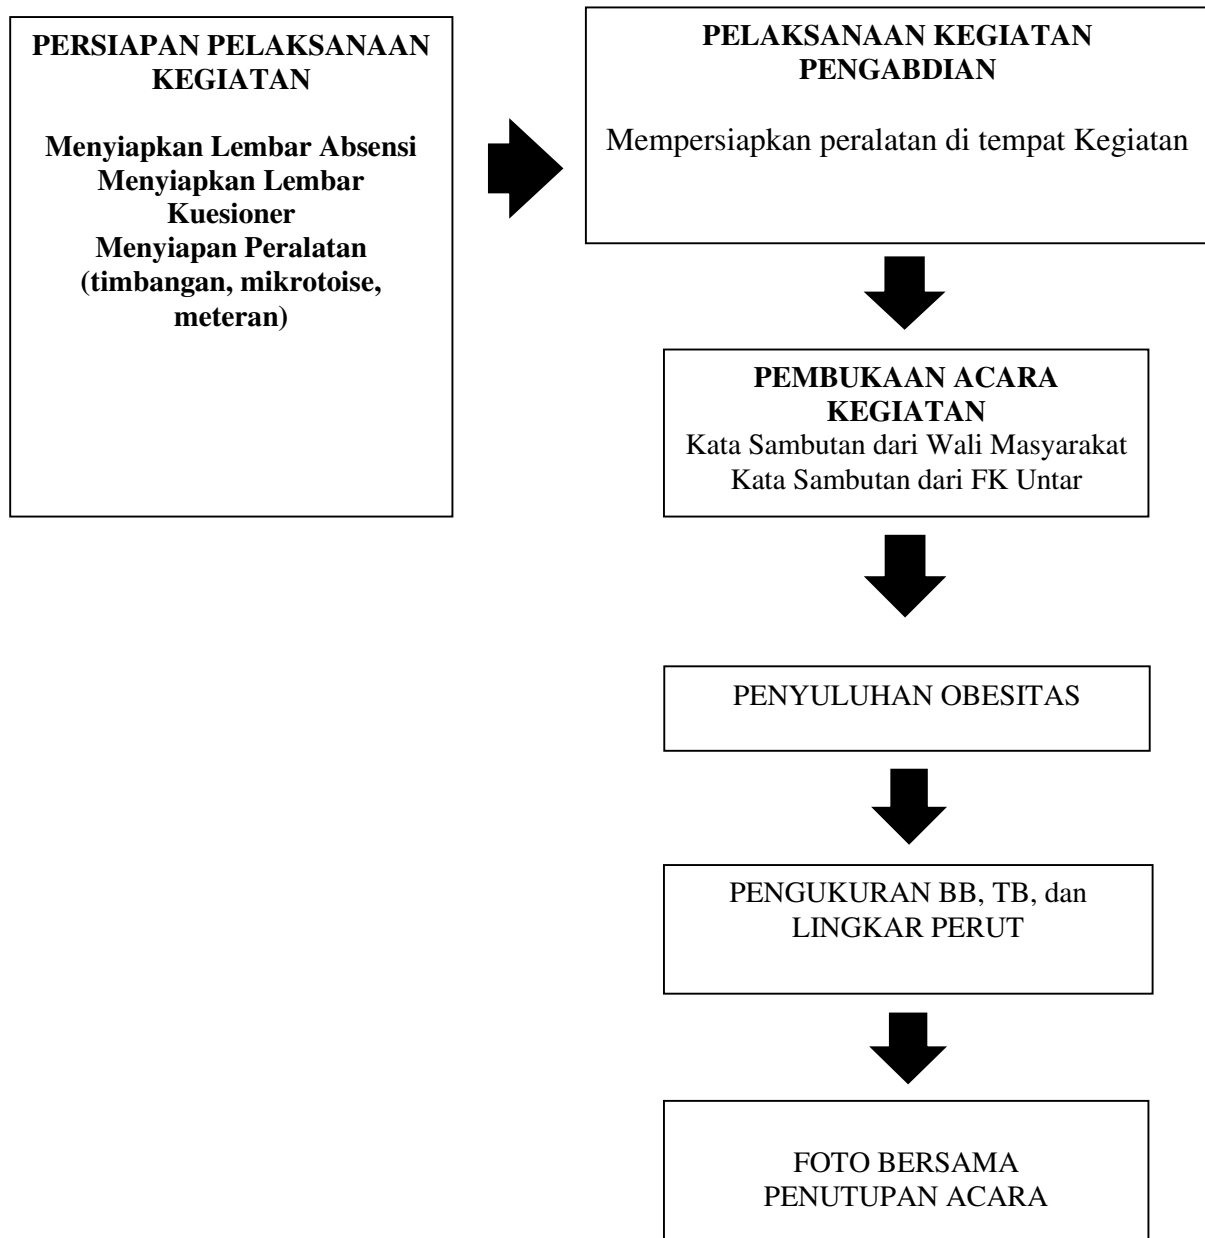 PERSIAPAN PELAKSANAAN
KEGIATAN
Menyiapkan Lembar Absensi
Menyiapkan Lembar
Kuesioner
Menyiapan Peralatan
(timbangan, mikrotoise,
meteran)
PELAKSANAAN KEGIATAN
PENGABDIAN
Mempersiapkan peralatan di tempat Kegiatan
PEMBUKAAN ACARA
KEGIATAN
Kata Sambutan dari Wali Masyarakat
Kata Sambutan dari FK Untar
PENYULUHAN OBESITAS
PENGUKURAN BB, TB, dan
LINGKAR PERUT
FOTO BERSAMA
PENUTUPAN ACARA